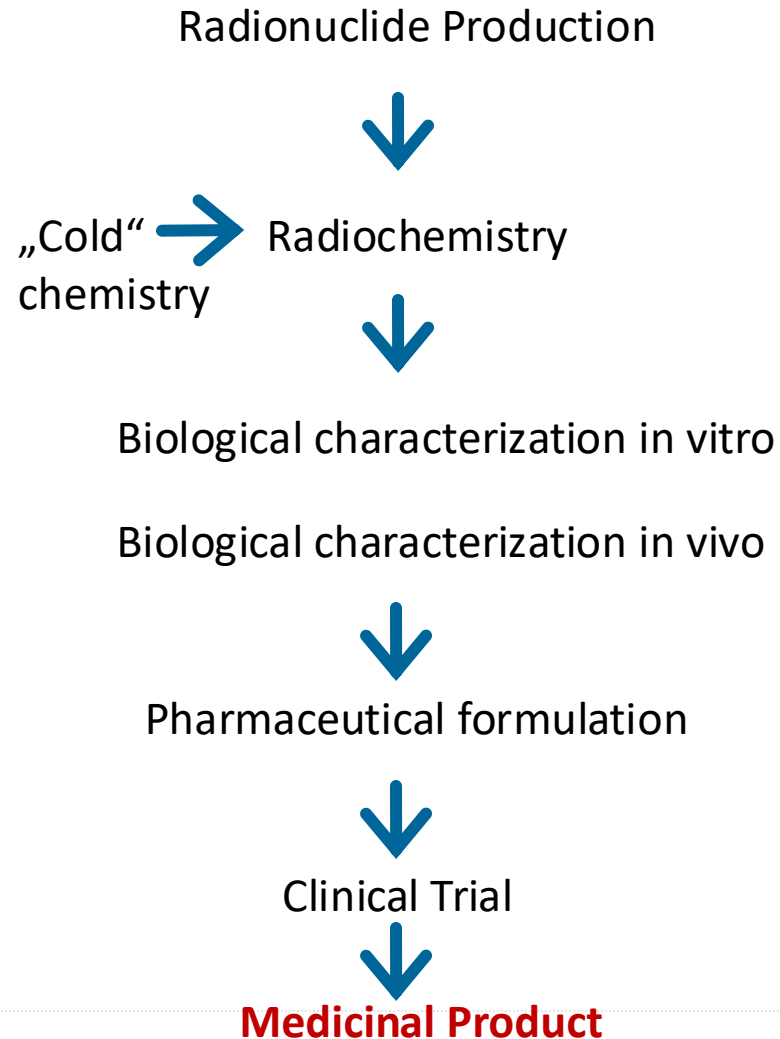 Radionuclide Production
„Cold“
chemistry
Radiochemistry
Biological characterization in vitro
Biological characterization in vivo
Pharmaceutical formulation
Clinical Trial
Medicinal Product